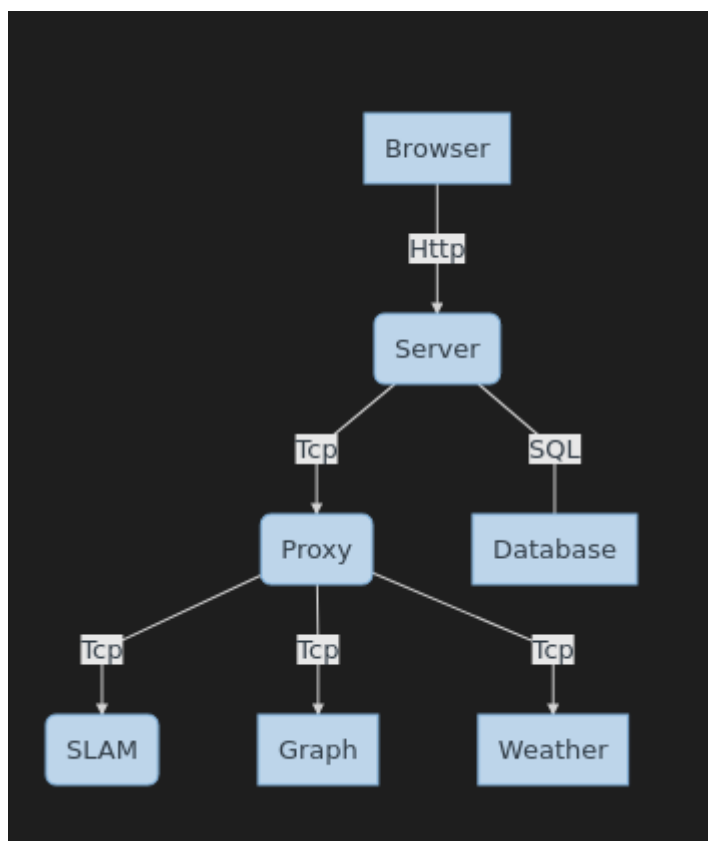 Browser
Http
Server
Tcp
SQL
Proxy
Database
Tcp
Tcp
Tcp
SLAM
Graph
Weather